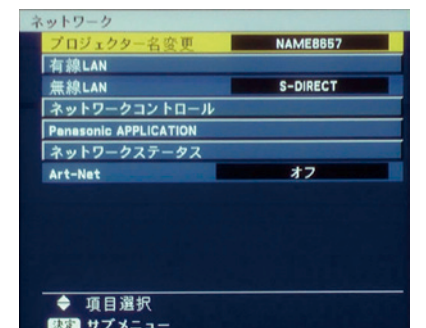 ネットワーク
プロジェクター名変更 NAME8657
有線LAN
無線LAN S-DIRECT
ネットワークコントロール
Panasonic APPLICATION
ネットワークステータス
Art-Net オフ
項目選択
決定 サブメニュー